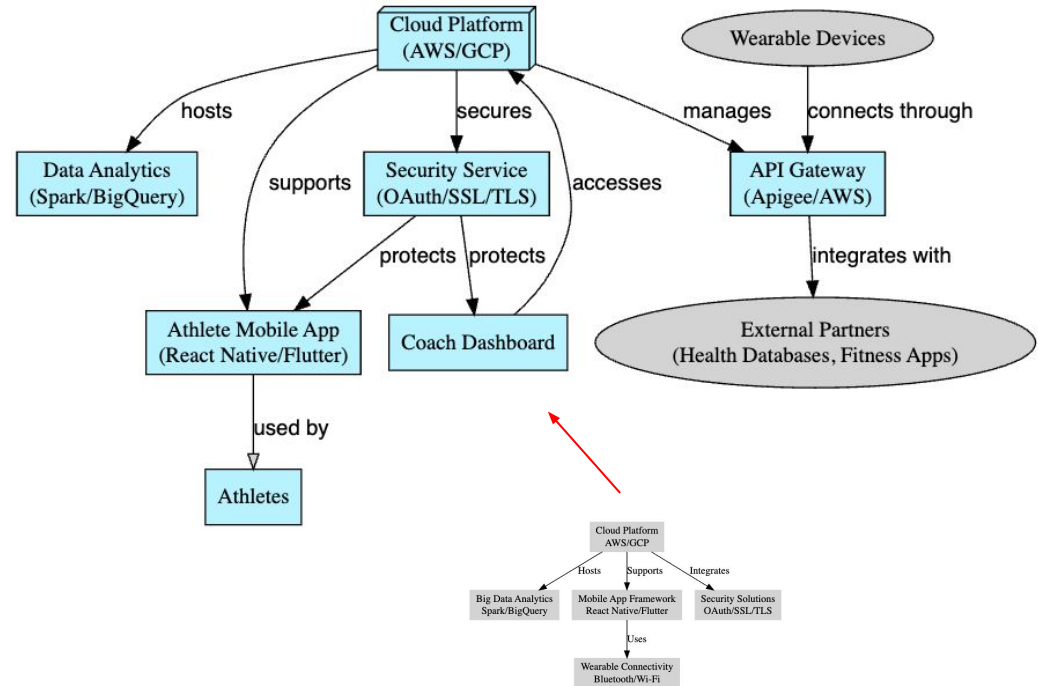 Cloud Platform
(AWS/GCP)
Wearable Devices
hosts
secures
manages
connects through
Data Analytics
(Spark/BigQuery)
supports
Security Service
(OAuth/SSL/TLS)
accesses
API Gateway
(Apigee/AWS)
protects
protects
integrates with
Athlete Mobile App
(React Native/Flutter)
Coach Dashboard
External Partners
(Health Databases, Fitness Apps)
used by
Athletes
Cloud Platform
AWS/GCP
Hosts
Supports
Integrates
Big Data Analytics
Spark/BigQuery
Mobile App Framework
React Native/Flutter
Security Solutions
OAuth/SSL/TLS
Uses
Wearable Connectivity
Bluetooth/Wi-Fi